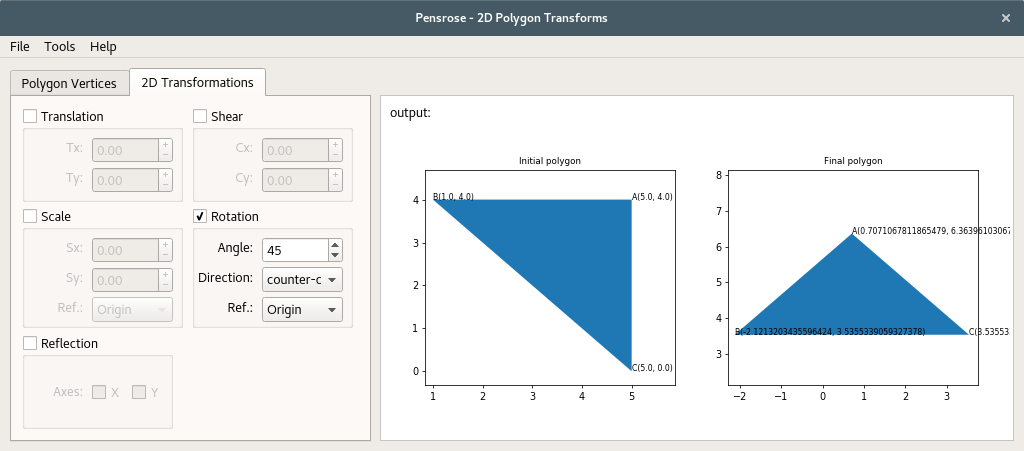 Pensrose - 2D Polygon Transforms
File Tools Help
Polygon Vertices 2D Transformations
Translation Shear
Tx: 0.00 Cx: 0.00
Ty: 0.00 Cy: 0.00
Scale Rotation
Sx: 0.00 Angle: 45
Sy: 0.00 Direction: counter-c
Ref.: Origin Ref.: Origin
Reflection
Axes: X Y
output:
Initial polygon
B(1.0, 4.0) A(5.0, 4.0)
C(5.0, 0.0)
4
3
2
1
0
1 2 3 4 5
Final polygon
A(0.7071067811865479, 6.36396103067
B(-2.1213203435596424, 3.5355339059327378) C(3.53553
8
7
6
5
4
3
−2 −1 0 1 2 3